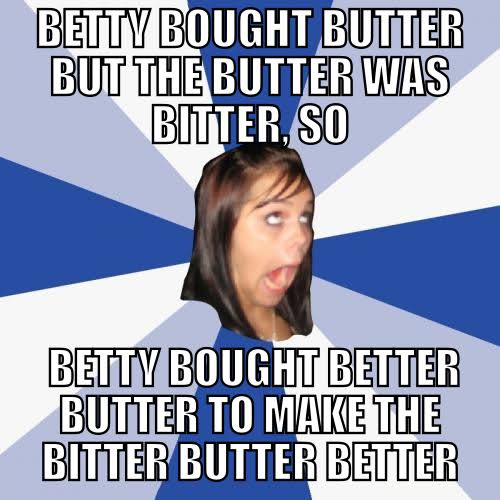 BETTY BOUGHT BUTTER
BUT THE BUTTER WAS
BITTER, SO
BETTY BOUGHT BETTER
BUTTER TO MAKE THE
BITTER BUTTER BETTER